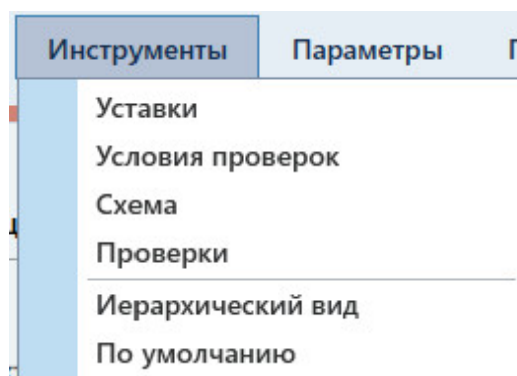 Инструменты Параметры
Уставки
Условия проверок
Схема
Проверки
Иерархический вид
По умолчанию